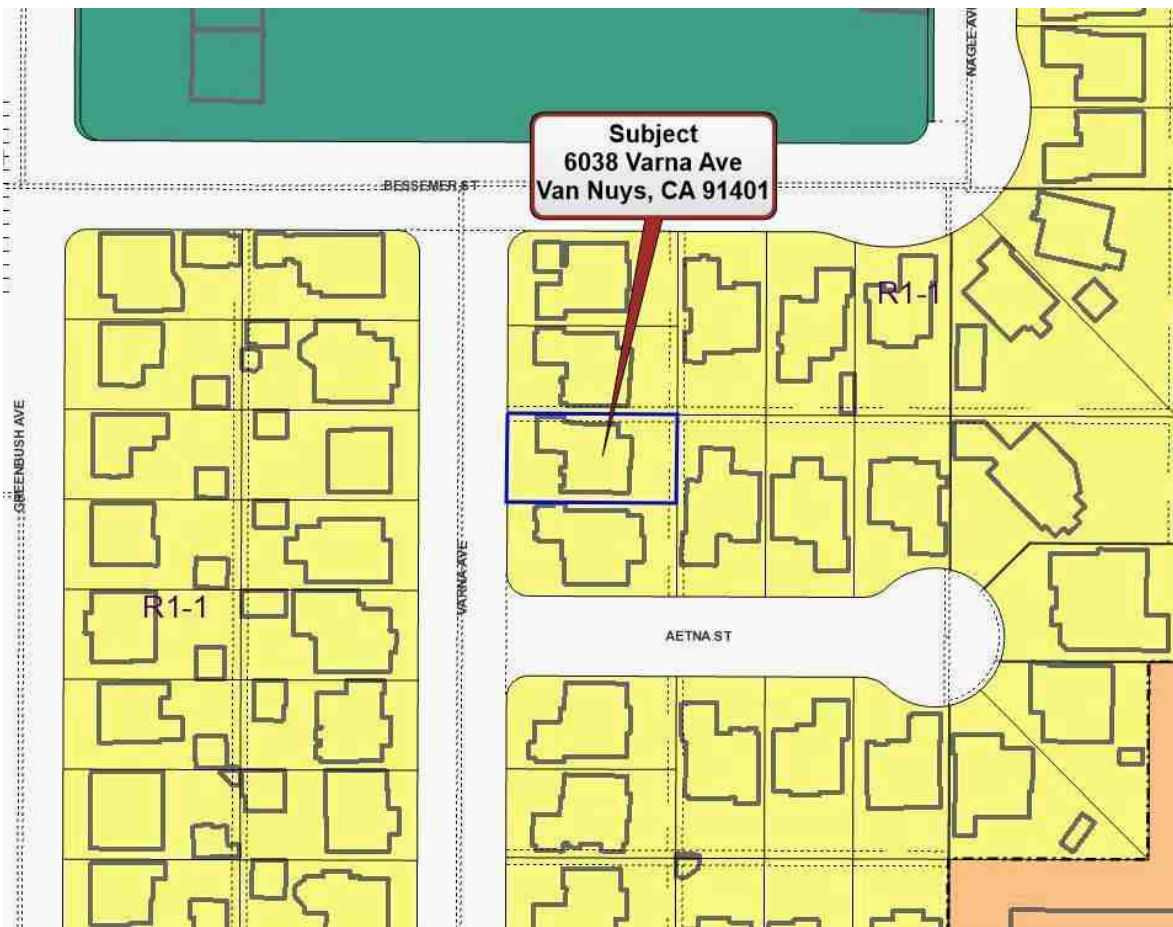 NAGLE AVE
Subject
6038 Varna Ave
Van Nuys, CA 91401
BESSEMER ST
R1-1
GREENBUSH AVE
VARNA AVE
R1-1
AETNA ST